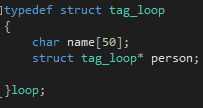 typedef struct tag_loop
{
char name[50];
struct tag_loop* person;
}loop;